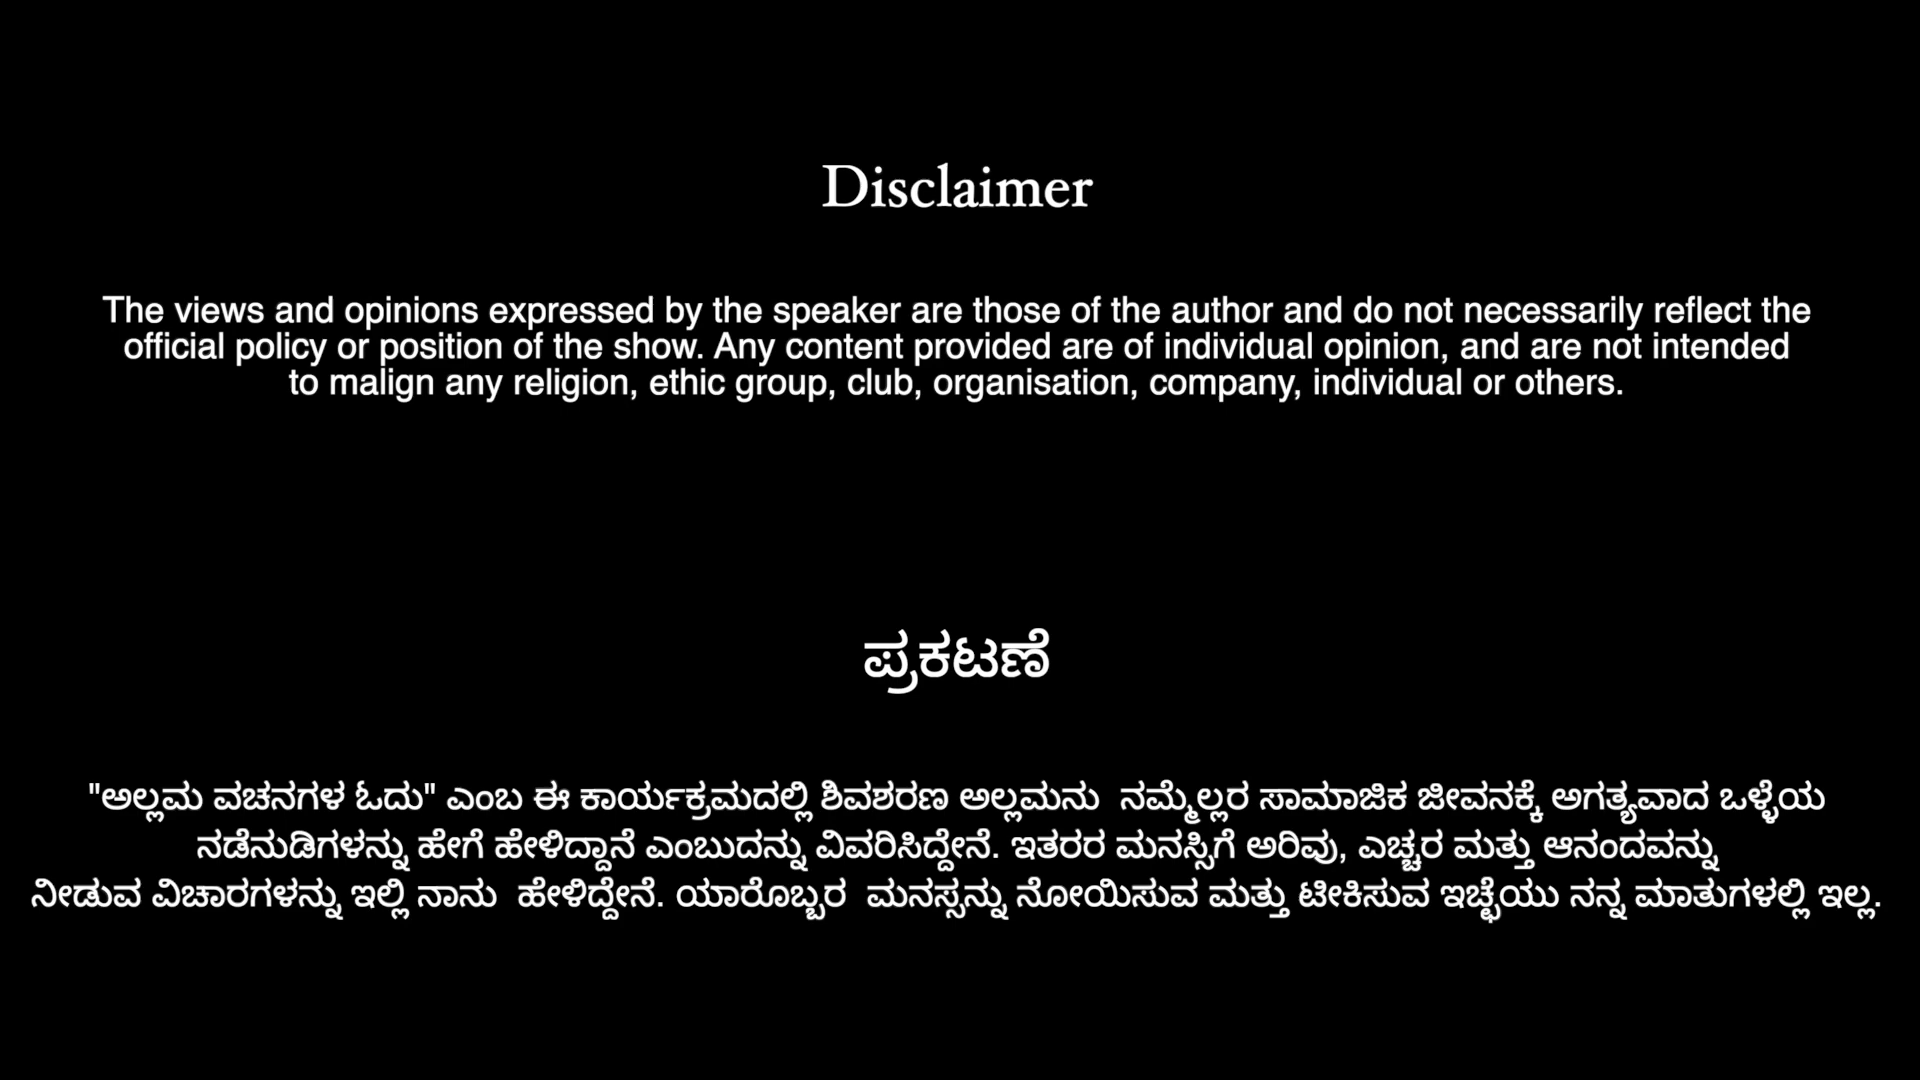 Disclaimer
The views and opinions expressed by the speaker are those of the author and do not necessarily reflect the
official policy or position of the show. Any content provided are of individual opinion, and are not intended
to malign any religion, ethic group, club, organisation, company, individual or others.
ಪ್ರಕಟಣೆ
"ಅಲ್ಲಮ ವಚನಗಳ ಓದು" ಎಂಬ ಈ ಕಾರ್ಯಕ್ರಮದಲ್ಲಿ ಶಿವಶರಣ ಅಲ್ಲಮನು ನಮ್ಮೆಲ್ಲರ ಸಾಮಾಜಿಕ ಜೀವನಕ್ಕೆ ಅಗತ್ಯವಾದ ಒಳ್ಳೆಯ
ನಡೆನುಡಿಗಳನ್ನು ಹೇಗೆ ಹೇಳಿದ್ದಾನೆ ಎಂಬುದನ್ನು ವಿವರಿಸಿದ್ದೇನೆ. ಇತರರ ಮನಸ್ಸಿಗೆ ಅರಿವು, ಎಚ್ಚರ ಮತ್ತು ಆನಂದವನ್ನು
ನೀಡುವ ವಿಚಾರಗಳನ್ನು ಇಲ್ಲಿ ನಾನು ಹೇಳಿದ್ದೇನೆ. ಯಾರೊಬ್ಬರ ಮನಸ್ಸನ್ನು ನೋಯಿಸುವ ಮತ್ತು ಟೀಕಿಸುವ ಇಚ್ಛೆಯು ನನ್ನ ಮಾತುಗಳಲ್ಲಿ ಇಲ್ಲ.